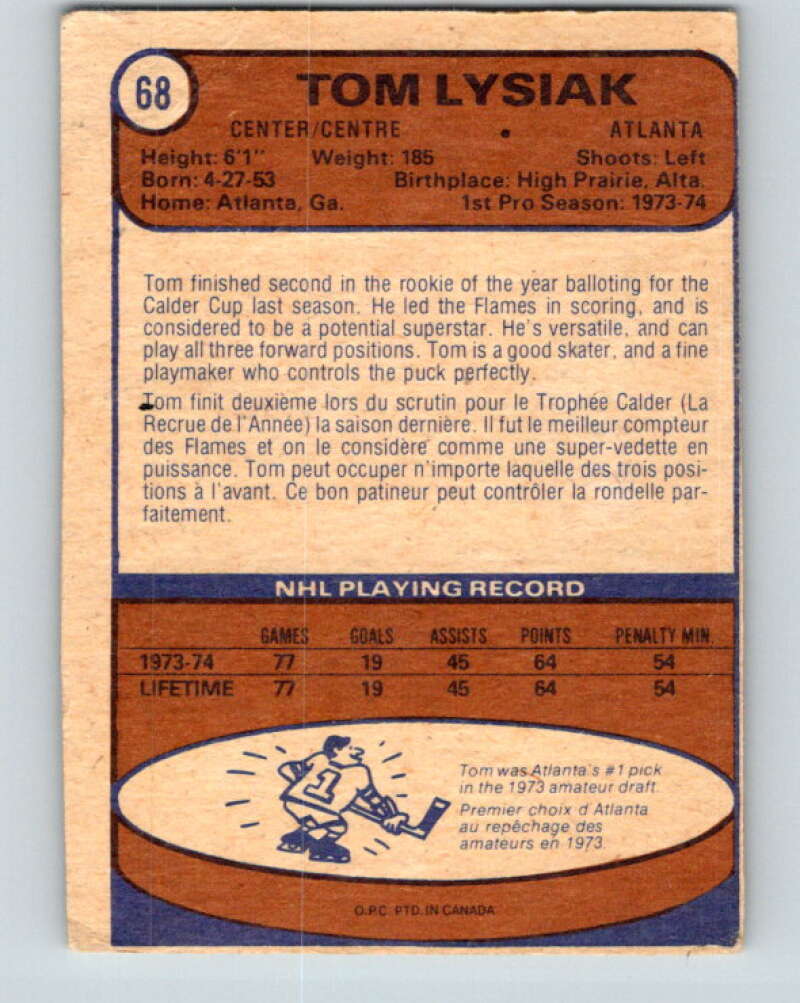 68
TOM LYSIAK
CENTER/CENTRE • ATLANTA
Height: 6'1" Weight: 185 Shoots: Left
Born: 4-27-53 Birthplace: High Prairie, Alta.
Home: Atlanta, Ga. 1st Pro Season: 1973-74
Tom finished second in the rookie of the year balloting for the
Calder Cup last season. He led the Flames in scoring, and is
considered to be a potential superstar. He's versatile, and can
play all three forward positions. Tom is a good skater, and a fine
playmaker who controls the puck perfectly.
Tom finit deuxième lors du scrutin pour le Trophée Calder (La
Recrue de l'Année) la saison dernière. Il fut le meilleur compteur
des Flames et on le considère comme une super-vedette en
puissance. Tom peut occuper n'importe laquelle des trois posi-
tions à l'avant. Ce bon patineur peut contrôler la rondelle par-
faitement.
NHL PLAYING RECORD
GAMES GOALS ASSISTS POINTS PENALTY MIN.
1973-74 77 19 45 64 54
LIFETIME 77 19 45 64 54
1
Tom was Atlanta's #1 pick
in the 1973 amateur draft.
Premier choix d'Atlanta
au repêchage des
amateurs en 1973.
O.P.C. PTD. IN CANADA